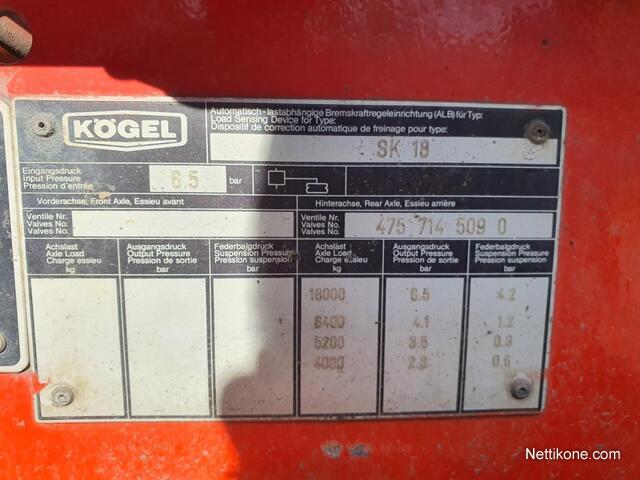 KÖGEL
Automatisch-lastabhängige Bremskraftregeleinrichtung (ALB) für Typ:
Load Sensing Device for Type:
Dispositif de correction automatique de freinage pour type:
SK 18
Eingangsdruck
Input Pressure
Pression d'entrée
6.5 bar
Vorderachse, Front Axle, Essieu avant
Hinterachse, Rear Axle, Essieu arrière
Ventile Nr.
Valves No.
Valves No.
Ventile Nr.
Valves No.
Valves No.
475 714 509 0
Achslast
Axle Load
Charge essieu
kg
Ausgangsdruck
Output Pressure
Pression de sortie
bar
Federbalgdruck
Suspension Pressure
Pression suspension
bar
Achslast
Axle Load
Charge essieu
kg
Ausgangsdruck
Output Pressure
Pression de sortie
bar
Federbalgdruck
Suspension Pressure
Pression suspension
bar
18000 6.5 4.2
6400 4.1 1.2
5200 3.5 0.9
4000 2.8 0.6
Nettikone.com